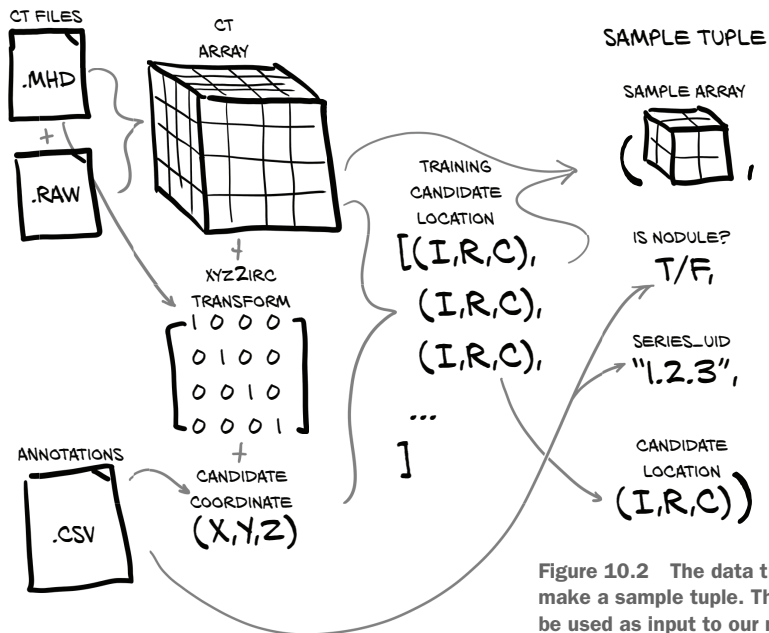 CT FILES
.MHD
+
.RAW
CT
ARRAY
+
XYZ2IRC
TRANSFORM
1 0 0 0
0 1 0 0
0 0 1 0
0 0 0 1
+
ANNOTATIONS
.CSV
CANDIDATE
COORDINATE
(X,Y,Z)
TRAINING
CANDIDATE
LOCATION
[(I,R,C),
(I,R,C),
(I,R,C),
...
]
SAMPLE TUPLE
SAMPLE ARRAY
( ,
IS NODULE?
T/F,
SERIES_UID
"1.2.3",
CANDIDATE
LOCATION
(I,R,C))
Figure 10.2 The data t
make a sample tuple. Th
be used as input to our